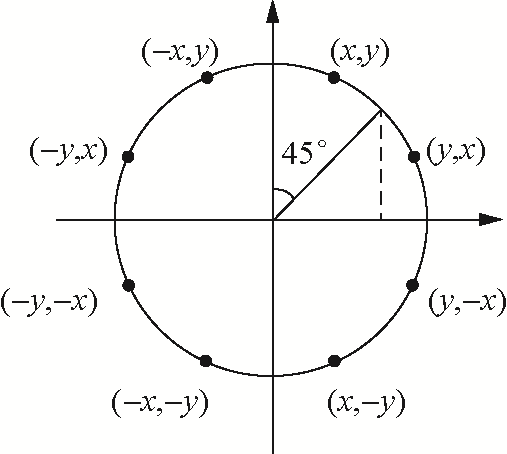 (−x,y)
(x,y)
45°
(−y,x)
(y,x)
(−y,−x)
(y,−x)
(−x,−y)
(x,−y)